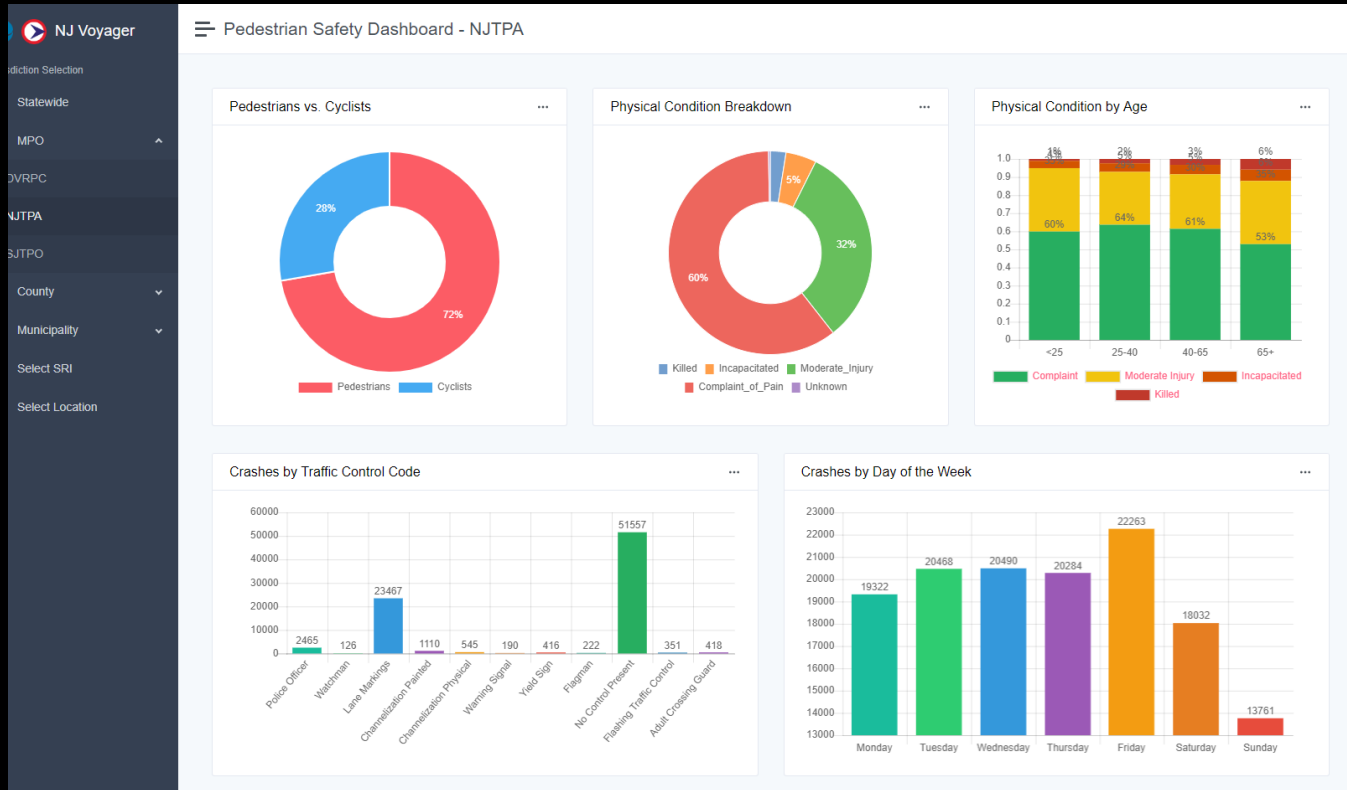 NJ Voyager
Pedestrian Safety Dashboard - NJTPA
sdiction Selection
Statewide
MPO
DVRPC
NJTPA
SJTPO
County
Municipality
Select SRI
Select Location
Pedestrians vs. Cyclists
28%
72%
Pedestrians Cyclists
Physical Condition Breakdown
5%
32%
60%
Killed Incapacitated Moderate_Injury
Complaint_of_Pain Unknown
Physical Condition by Age
1% 2% 3% 6%
1.0
0.9
0.8
0.7
0.6
0.5
0.4
0.3
0.2
0.1
0
60% 64% 61% 53%
<25 25-40 40-65 65+
Complaint Moderate Injury Incapacitated
Killed
Crashes by Traffic Control Code
60000
50000
40000
30000
20000
10000
0
2465 126 23467 1110 545 190 416 222 51557 351 418
Police Officer
Watchman
Lane Markings
Channelization Painted
Channelization Physical
Warning Signal
Yield Sign
Flagman
No Control Present
Flashing Traffic Control
Adult Crossing Guard
Crashes by Day of the Week
23000
22000
21000
20000
19000
18000
17000
16000
15000
14000
13000
19322 20468 20490 20284 22263 18032 13761
Monday Tuesday Wednesday Thursday Friday Saturday Sunday